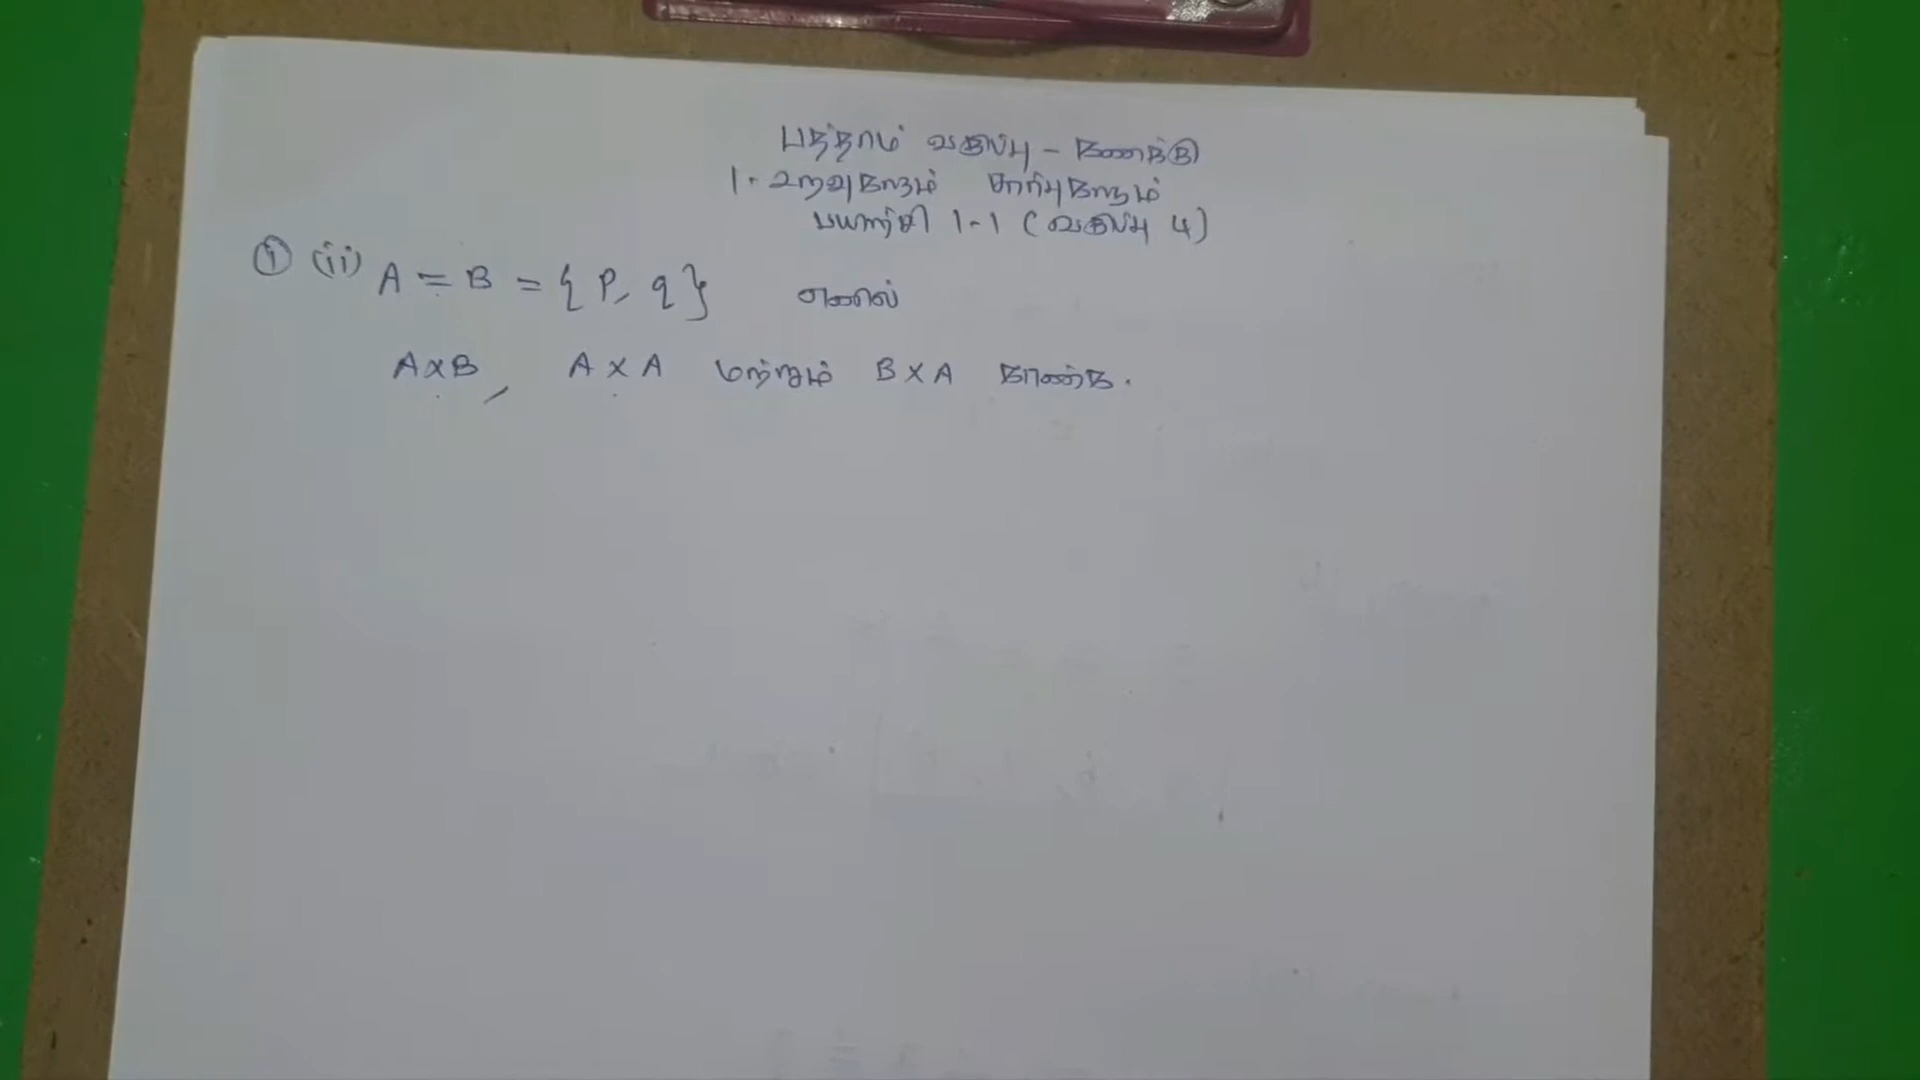 பத்தாம் வகுப்பு - கணக்கு
1. உறவுகளும் சார்புகளும்
பயிற்சி 1-1 (வகுப்பு 4)
① (ii) A = B = {P, q} எனில்
A×B, A×A மற்றும் B×A காண்க.